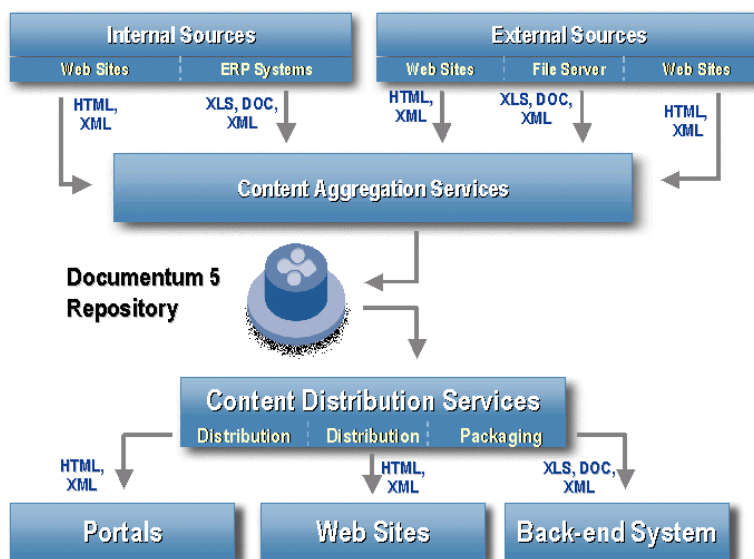 Internal Sources
External Sources
Web Sites ERP Systems
Web Sites File Server Web Sites
HTML,
XML
XLS, DOC,
XML
HTML,
XML
XLS, DOC,
XML
HTML,
XML
Content Aggregation Services
Documentum 5
Repository
Content Distribution Services
Distribution Distribution Packaging
HTML,
XML
HTML,
XML
XLS, DOC,
XML
Portals
Web Sites
Back-end System